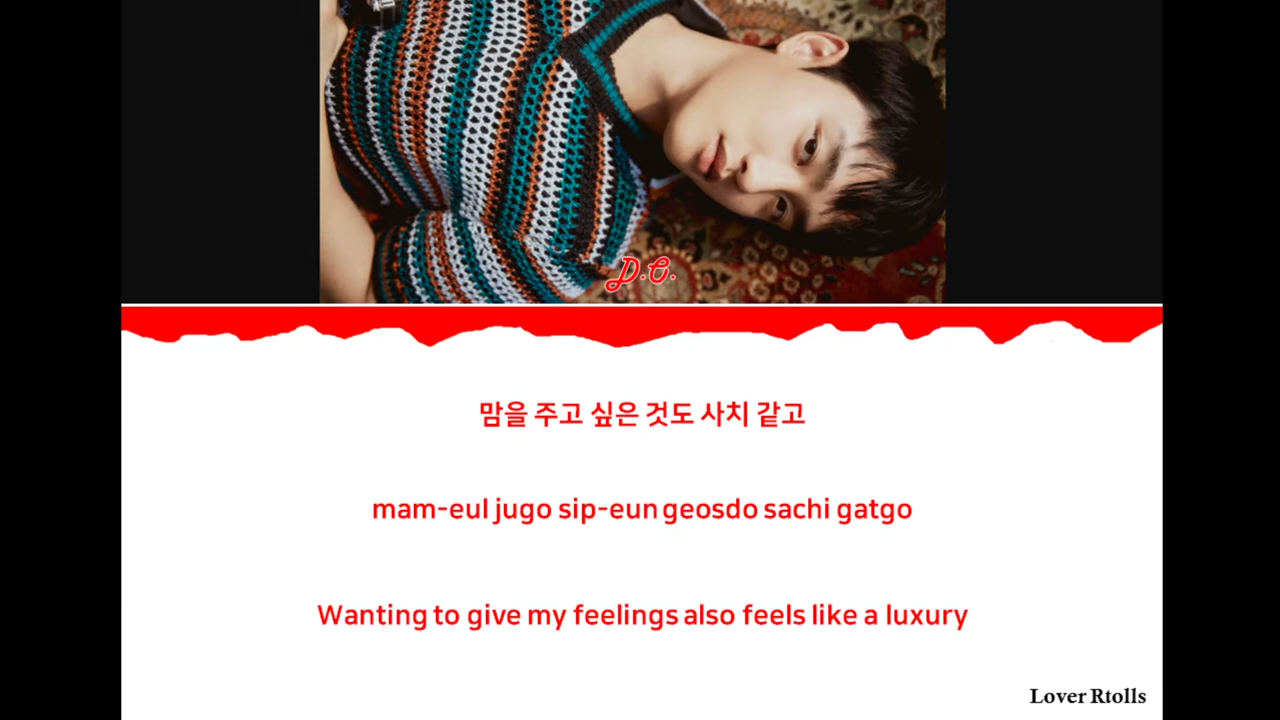 D.O.
맘을 주고 싶은 것도 사치 같고
mam-eul jugo sip-eun geosdo sachi gatgo
Wanting to give my feelings also feels like a luxury
Lover Rtolls